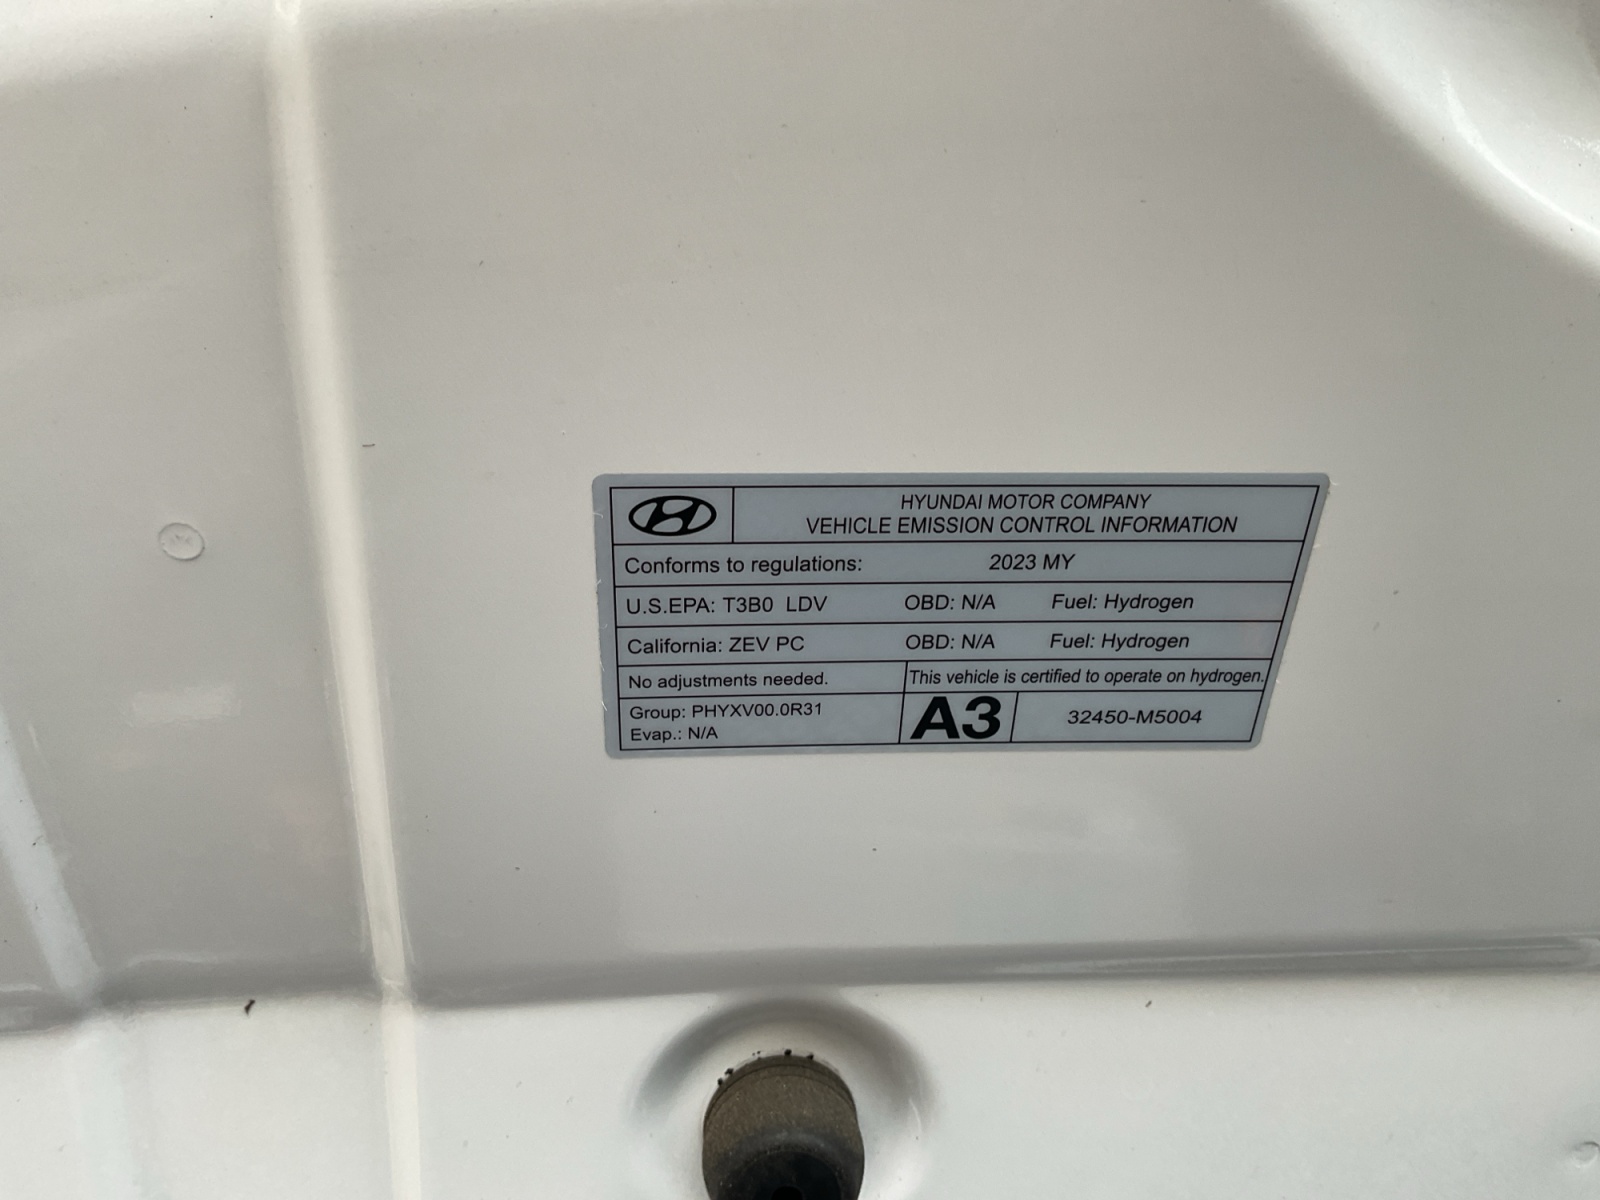 HYUNDAI MOTOR COMPANY
VEHICLE EMISSION CONTROL INFORMATION
Conforms to regulations: 2023 MY
U.S.EPA: T3B0 LDV OBD: N/A Fuel: Hydrogen
California: ZEV PC OBD: N/A Fuel: Hydrogen
No adjustments needed. This vehicle is certified to operate on hydrogen.
Group: PHYXV00.0R31
Evap.: N/A
A3
32450-M5004